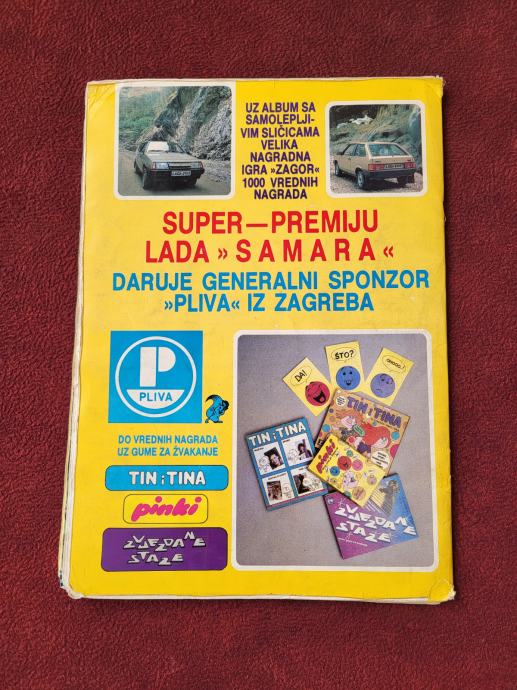 UZ ALBUM SA
SAMOLEPLJI-
VIM SLIČICAMA
VELIKA
NAGRADNA
IGRA »ZAGOR«
1000 VREDNIH
NAGRADA
SUPER—PREMIJU
LADA »SAMARA«
DARUJE GENERALNI SPONZOR
»PLIVA« IZ ZAGREBA
P
PLIVA
DO VREDNIH NAGRADA
UZ GUME ZA ŽVAKANJE
TIN i TINA
pinki
ZVJEZDANE
STAZE
DA!
ŠTO?
TIN i TINA
TIN i TINA
pinki
ZVJEZDANE
STAZE